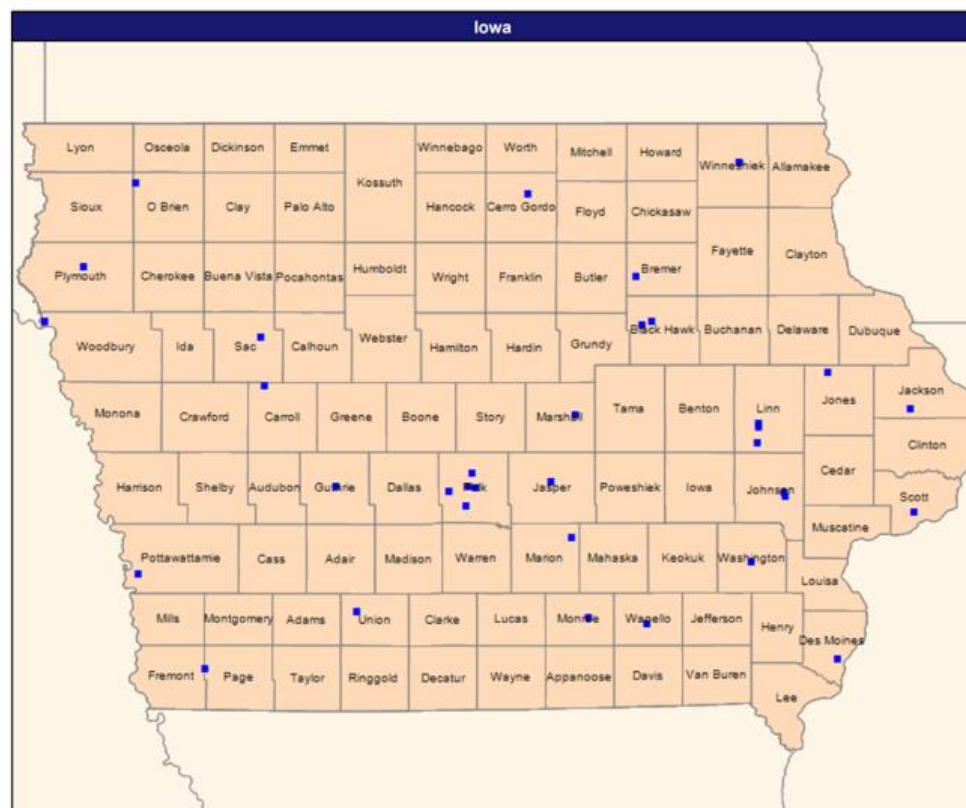 Iowa
Lyon Osceola Dickinson Emmet Kossuth Winnebago Worth Mitchell Howard Winneshiek Allamakee
Sioux O Brien Clay Palo Alto Hancock Cerro Gordo Floyd Chickasaw
Fayette Clayton
Plymouth Cherokee Buena Vista Pocahontas Humboldt Wright Franklin Butler Bremer
Woodbury Ida Sac Calhoun Webster Hamilton Hardin Grundy Black Hawk Buchanan Delaware Dubuque
Monona Crawford Carroll Greene Boone Story Marshall Tama Benton Linn Jones Jackson
Clinton
Harrison Shelby Audubon Guthrie Dallas Polk Jasper Poweshiek Iowa Johnson Cedar Scott
Muscatine
Pottawattamie Cass Adair Madison Warren Marion Mahaska Keokuk Washington
Louisa
Mills Montgomery Adams Union Clarke Lucas Monroe Wapello Jefferson Henry Des Moines
Fremont Page Taylor Ringgold Decatur Wayne Appanoose Davis Van Buren
Lee